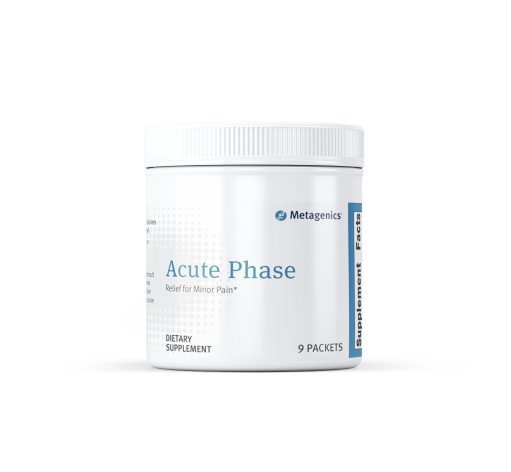 Metagenics
Acute Phase
Relief for Minor Pain*
DIETARY
SUPPLEMENT
9 PACKETS
Supplement Facts